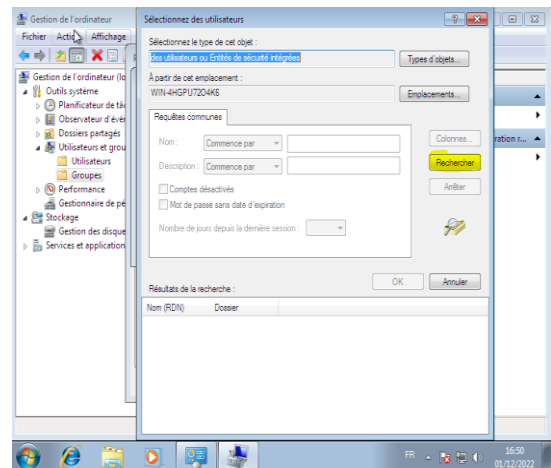 Gestion de l'ordinateur
Fichier Action Affichage
Gestion de l'ordinateur (lo
Outils système
Planificateur de tâc
Observateur d'évé
Dossiers partagés
Utilisateurs et grou
Utilisateurs
Groupes
Performance
Gestionnaire de pé
Stockage
Gestion des disque
Services et application
Sélectionnez des utilisateurs
Sélectionnez le type de cet objet :
des utilisateurs ou Entités de sécurité intégrées
Types d'objets...
À partir de cet emplacement :
WIN-4HGPU7204K6
Emplacements...
Requêtes communes
Nom :
Commence par
Description :
Commence par
Comptes désactivés
Mot de passe sans date d'expiration
Nombre de jours depuis la dernière session :
Colonnes...
Rechercher
Arrêter
OK
Annuler
Résultats de la recherche :
Nom (RDN) Dossier
ration r...
FR
16:50
01/12/2022